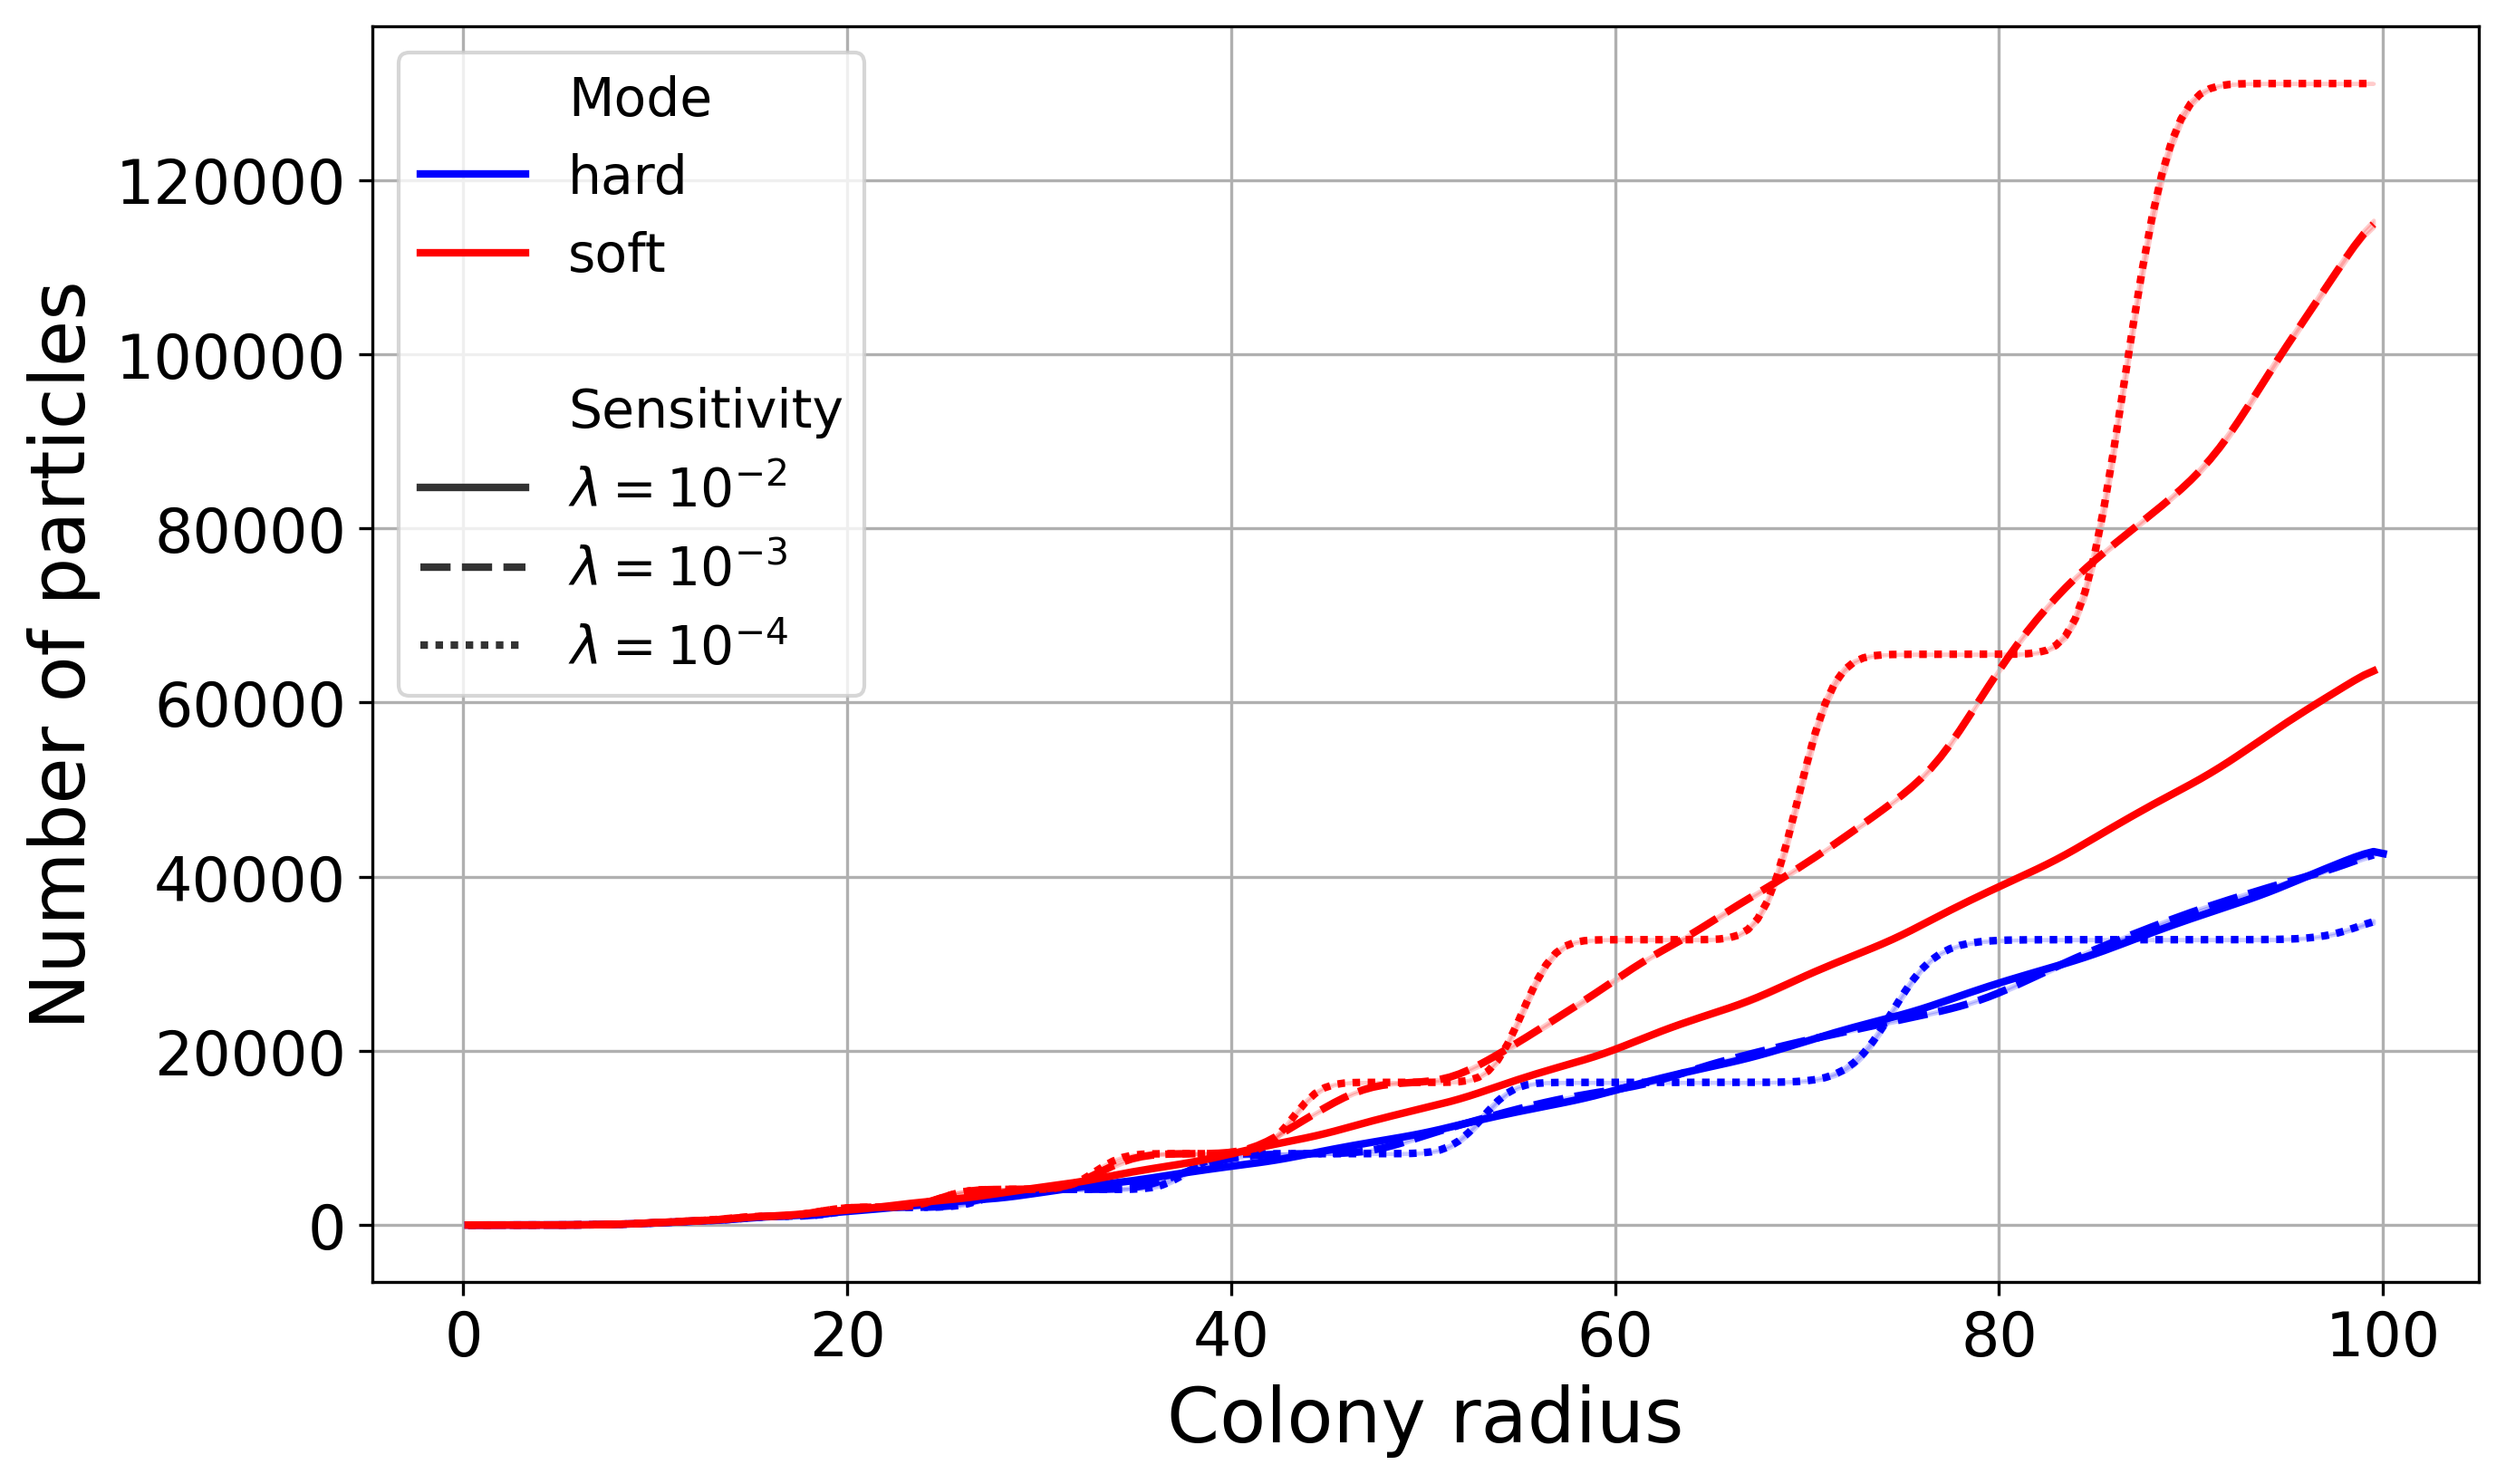 Mode
hard
soft
Sensitivity
λ = 10⁻²
λ = 10⁻³
λ = 10⁻⁴
Number of particles
120000
100000
80000
60000
40000
20000
0
0 20 40 60 80 100
Colony radius